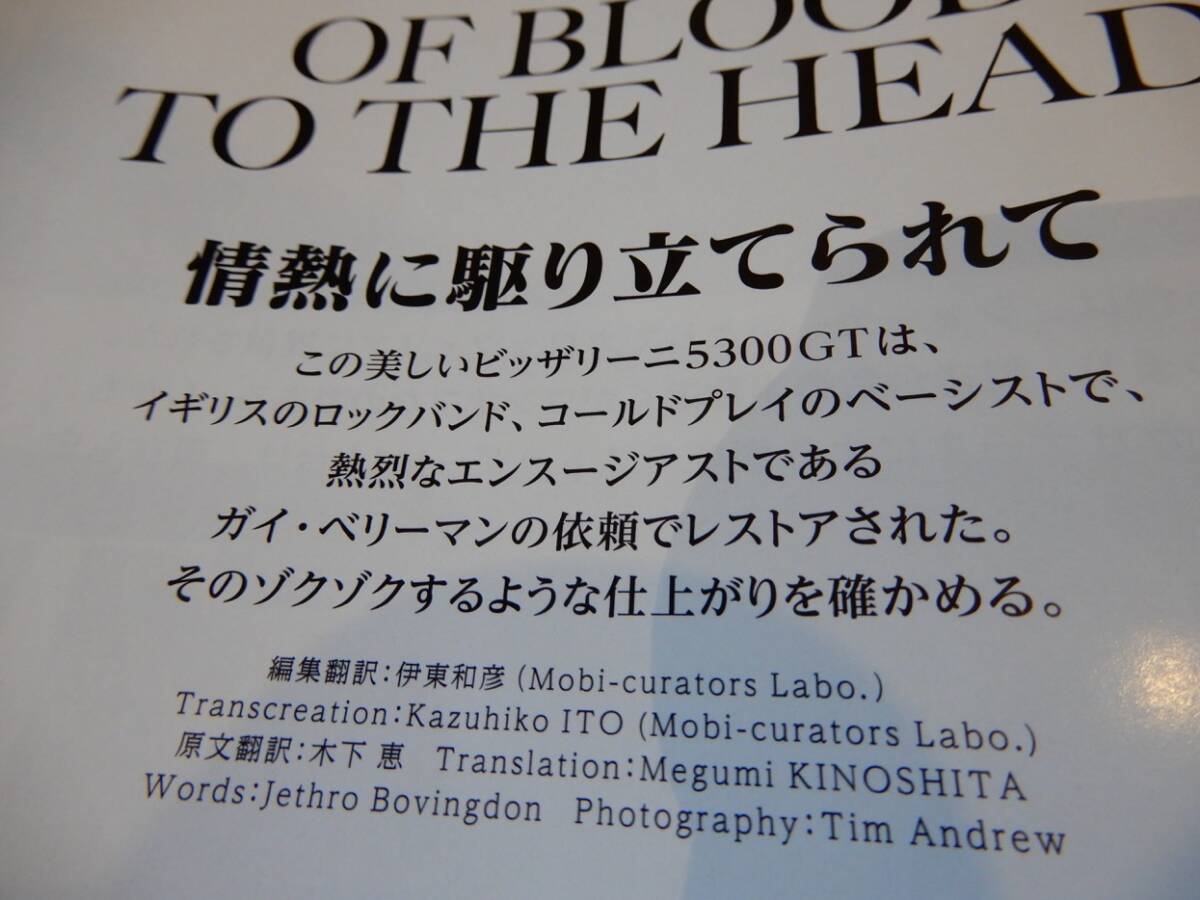 OF BLOOD
TO THE HEAD
情熱に駆り立てられて
この美しいビッザリーニ5300GTは、
イギリスのロックバンド、コールドプレイのベーシストで、
熱烈なエンスージアストである
ガイ・ベリーマンの依頼でレストアされた。
そのゾクゾクするような仕上がりを確かめる。
編集翻訳：伊東和彦 (Mobi-curators Labo.)
Transcreation：Kazuhiko ITO (Mobi-curators Labo.)
原文翻訳：木下 恵　Translation：Megumi KINOSHITA
Words：Jethro Bovingdon　Photography：Tim Andrew